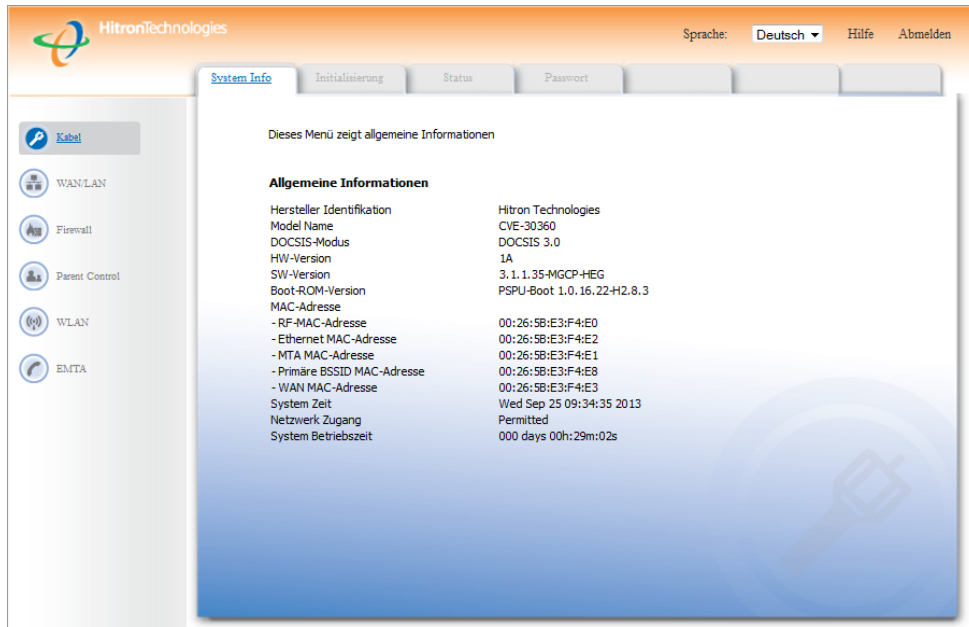 HitronTechnologies
Sprache: Deutsch Hilfe Abmelden
System Info Initialisierung Status Passwort
Kabel
WAN/LAN
Firewall
Parent Control
WLAN
EMTA
Dieses Menü zeigt allgemeine Informationen
Allgemeine Informationen
Hersteller Identifikation Hitron Technologies
Model Name CVE-30360
DOCSIS-Modus DOCSIS 3.0
HW-Version 1A
SW-Version 3.1.1.35-MGCP-HEG
Boot-ROM-Version PSPU-Boot 1.0.16.22-H2.8.3
MAC-Adresse
- RF-MAC-Adresse 00:26:5B:E3:F4:E0
- Ethernet MAC-Adresse 00:26:5B:E3:F4:E2
- MTA MAC-Adresse 00:26:5B:E3:F4:E1
- Primäre BSSID MAC-Adresse 00:26:5B:E3:F4:E8
- WAN MAC-Adresse 00:26:5B:E3:F4:E3
System Zeit Wed Sep 25 09:34:35 2013
Netzwerk Zugang Permitted
System Betriebszeit 000 days 00h:29m:02s